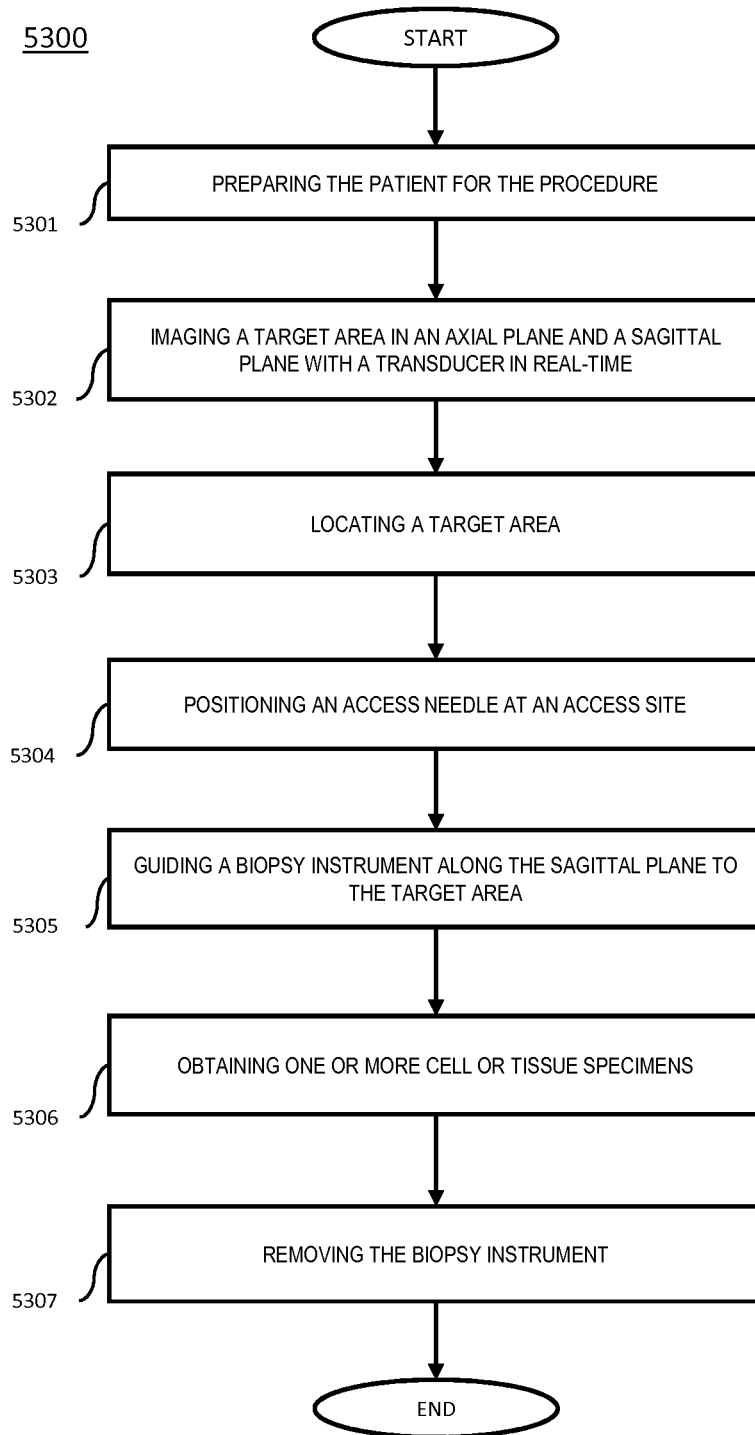 5300
START
PREPARING THE PATIENT FOR THE PROCEDURE
5301
IMAGING A TARGET AREA IN AN AXIAL PLANE AND A SAGITTAL
PLANE WITH A TRANSDUCER IN REAL-TIME
5302
LOCATING A TARGET AREA
5303
POSITIONING AN ACCESS NEEDLE AT AN ACCESS SITE
5304
GUIDING A BIOPSY INSTRUMENT ALONG THE SAGITTAL PLANE TO
THE TARGET AREA
5305
OBTAINING ONE OR MORE CELL OR TISSUE SPECIMENS
5306
REMOVING THE BIOPSY INSTRUMENT
5307
END